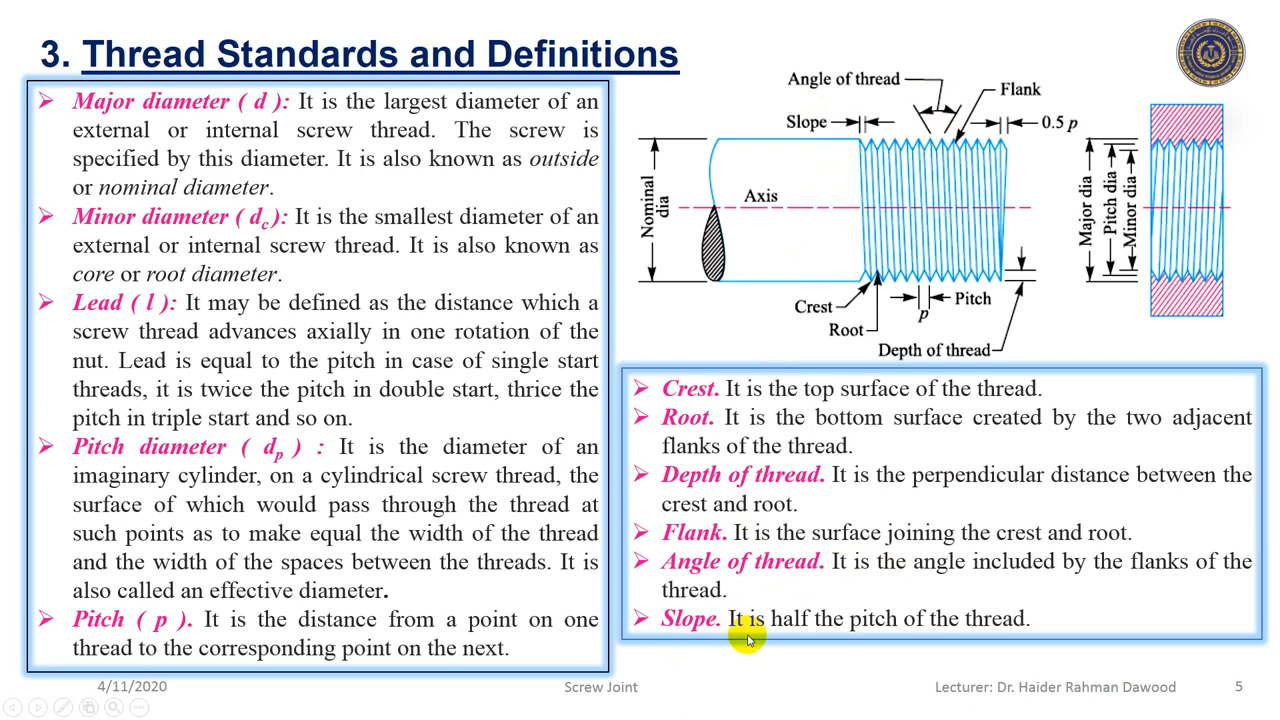 3. Thread Standards and Definitions
➢ Major diameter ( d ): It is the largest diameter of an
external or internal screw thread. The screw is
specified by this diameter. It is also known as outside
or nominal diameter.
➢ Minor diameter ( dc ): It is the smallest diameter of an
external or internal screw thread. It is also known as
core or root diameter.
➢ Lead ( l ): It may be defined as the distance which a
screw thread advances axially in one rotation of the
nut. Lead is equal to the pitch in case of single start
threads, it is twice the pitch in double start, thrice the
pitch in triple start and so on.
➢ Pitch diameter ( dp ) : It is the diameter of an
imaginary cylinder, on a cylindrical screw thread, the
surface of which would pass through the thread at
such points as to make equal the width of the thread
and the width of the spaces between the threads. It is
also called an effective diameter.
➢ Pitch ( p ). It is the distance from a point on one
thread to the corresponding point on the next.
Angle of thread
Flank
Slope
0.5 p
Nominal
dia
Axis
Major dia
Pitch dia
Minor dia
Crest
Root
p
Pitch
Depth of thread
➢ Crest. It is the top surface of the thread.
➢ Root. It is the bottom surface created by the two adjacent
flanks of the thread.
➢ Depth of thread. It is the perpendicular distance between the
crest and root.
➢ Flank. It is the surface joining the crest and root.
➢ Angle of thread. It is the angle included by the flanks of the
thread.
➢ Slope. It is half the pitch of the thread.
4/11/2020
Screw Joint
Lecturer: Dr. Haider Rahman Dawood
5